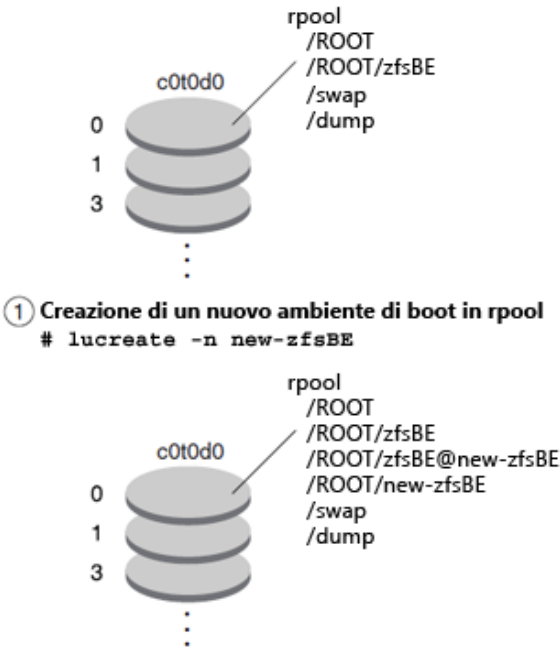 rpool
/ROOT
/ROOT/zfsBE
/swap
/dump
c0t0d0
0
1
3
1 Creazione di un nuovo ambiente di boot in rpool
# lucreate -n new-zfsBE
rpool
/ROOT
/ROOT/zfsBE
/ROOT/zfsBE@new-zfsBE
/ROOT/new-zfsBE
/swap
/dump
c0t0d0
0
1
3